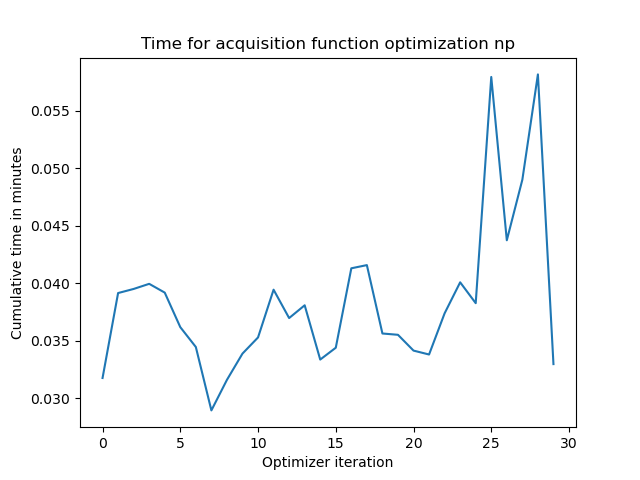 Time for acquisition function optimization np
Cumulative time in minutes
0.055
0.050
0.045
0.040
0.035
0.030
0 5 10 15 20 25 30
Optimizer iteration